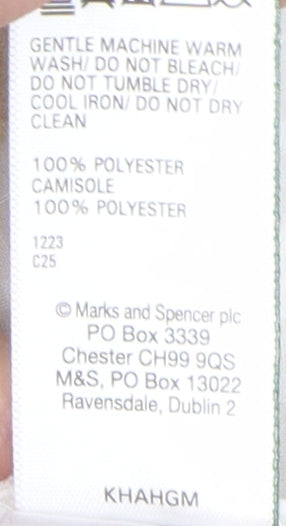 GENTLE MACHINE WARM
WASH/ DO NOT BLEACH/
DO NOT TUMBLE DRY/
COOL IRON/ DO NOT DRY
CLEAN
100% POLYESTER
CAMISOLE
100% POLYESTER
1223
C25
© Marks and Spencer plc
PO Box 3339
Chester CH99 9QS
M&S, PO Box 13022
Ravensdale, Dublin 2
KHAHGM